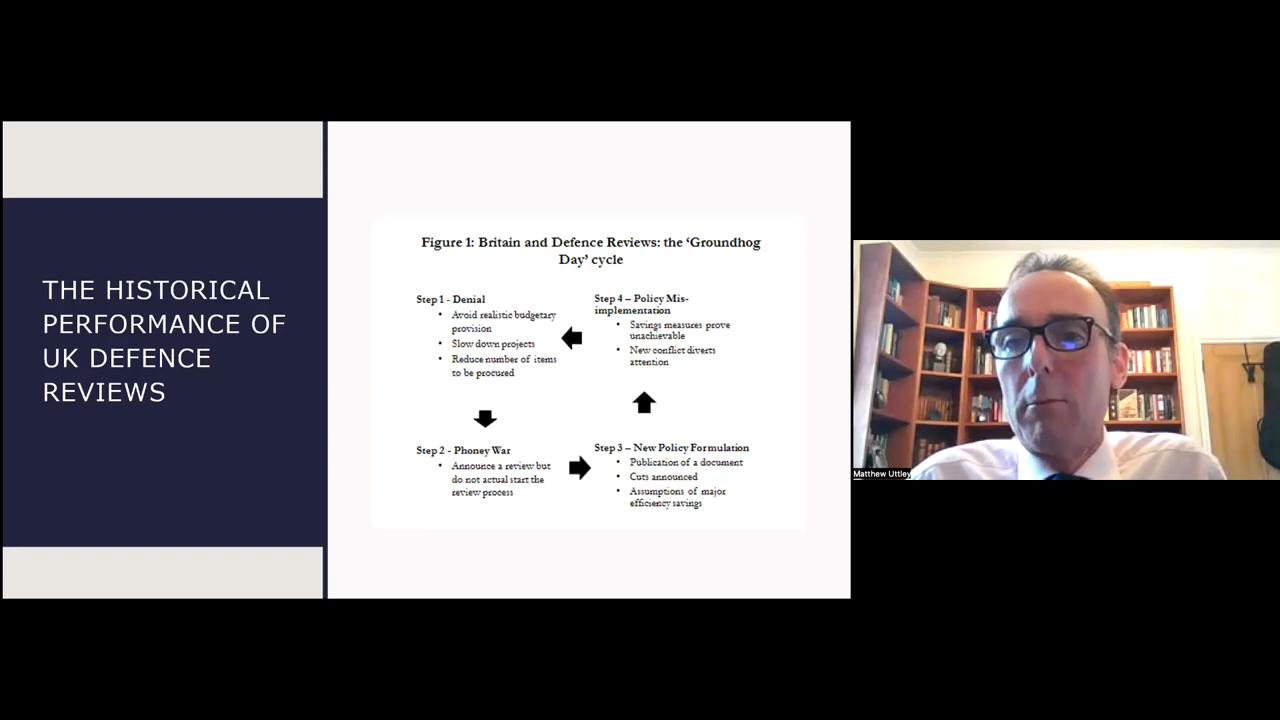 THE HISTORICAL
PERFORMANCE OF
UK DEFENCE
REVIEWS
Figure 1: Britain and Defence Reviews: the ‘Groundhog
Day’ cycle
Step 1 - Denial
• Avoid realistic budgetary
provision
• Slow down projects
• Reduce number of items
to be procured
Step 2 - Phoney War
• Announce a review but
do not actual start the
review process
Step 3 – New Policy Formulation
• Publication of a document
• Cuts announced
• Assumptions of major
efficiency savings
Step 4 – Policy Mis-
implementation
• Savings measures prove
unachievable
• New conflict diverts
attention
Matthew Uttley